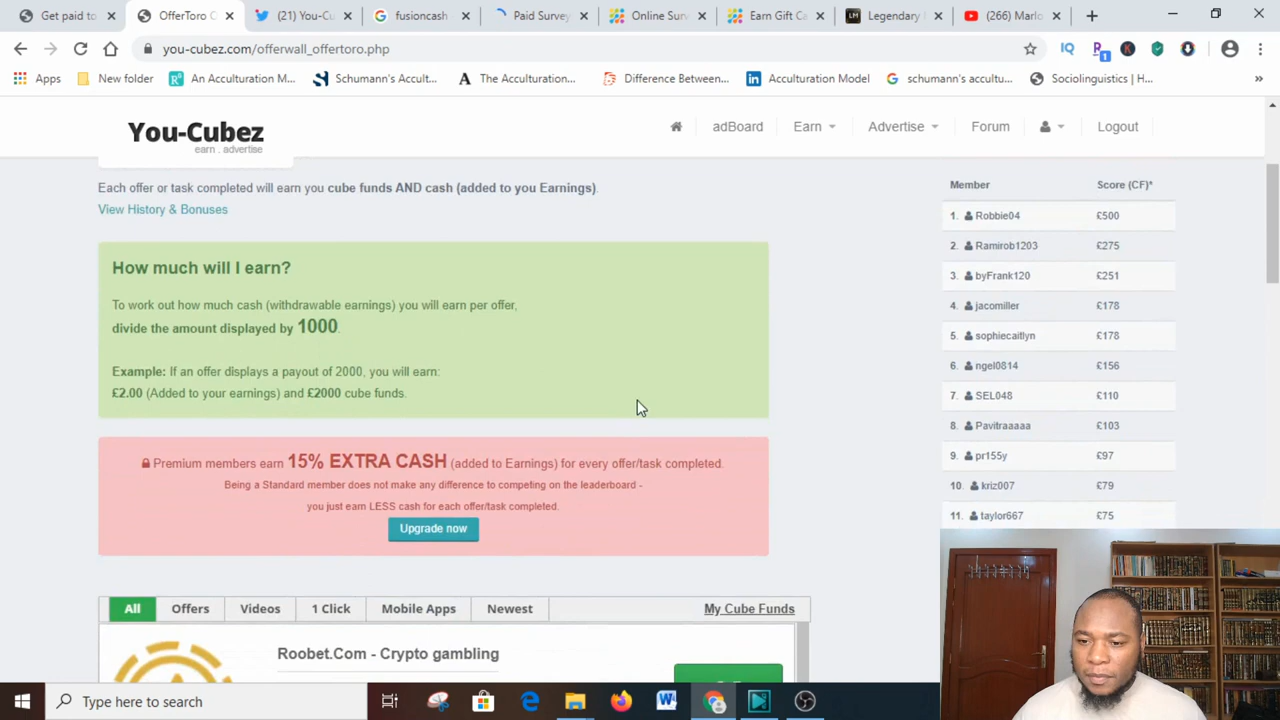 Get paid to
OfferToro O
(21) You-Cu
fusioncash
Paid Survey
Online Surv
Earn Gift Ca
Legendary
(266) Marlo
you-cubez.com/offerwall_offertoro.php
Apps
New folder
An Acculturation M...
Schumann's Accult...
The Acculturation...
Difference Between...
Acculturation Model
schumann's accultu...
Sociolinguistics | H...
You-Cubez
earn . advertise
adBoard
Earn
Advertise
Forum
Logout
Each offer or task completed will earn you cube funds AND cash (added to you Earnings).
View History & Bonuses
How much will I earn?
To work out how much cash (withdrawable earnings) you will earn per offer,
divide the amount displayed by 1000.
Example: If an offer displays a payout of 2000, you will earn:
£2.00 (Added to your earnings) and £2000 cube funds.
Premium members earn 15% EXTRA CASH (added to Earnings) for every offer/task completed.
Being a Standard member does not make any difference to competing on the leaderboard -
you just earn LESS cash for each offer/task completed.
Upgrade now
All
Offers
Videos
1 Click
Mobile Apps
Newest
My Cube Funds
Roobet.Com - Crypto gambling
Member Score (CF)*
1. Robbie04 £500
2. Ramirob1203 £275
3. byFrank120 £251
4. jacomiller £178
5. sophiecaitlyn £178
6. ngel0814 £156
7. SEL048 £110
8. Pavitraaaaa £103
9. pr155y £97
10. kriz007 £79
11. taylor667 £75
Type here to search